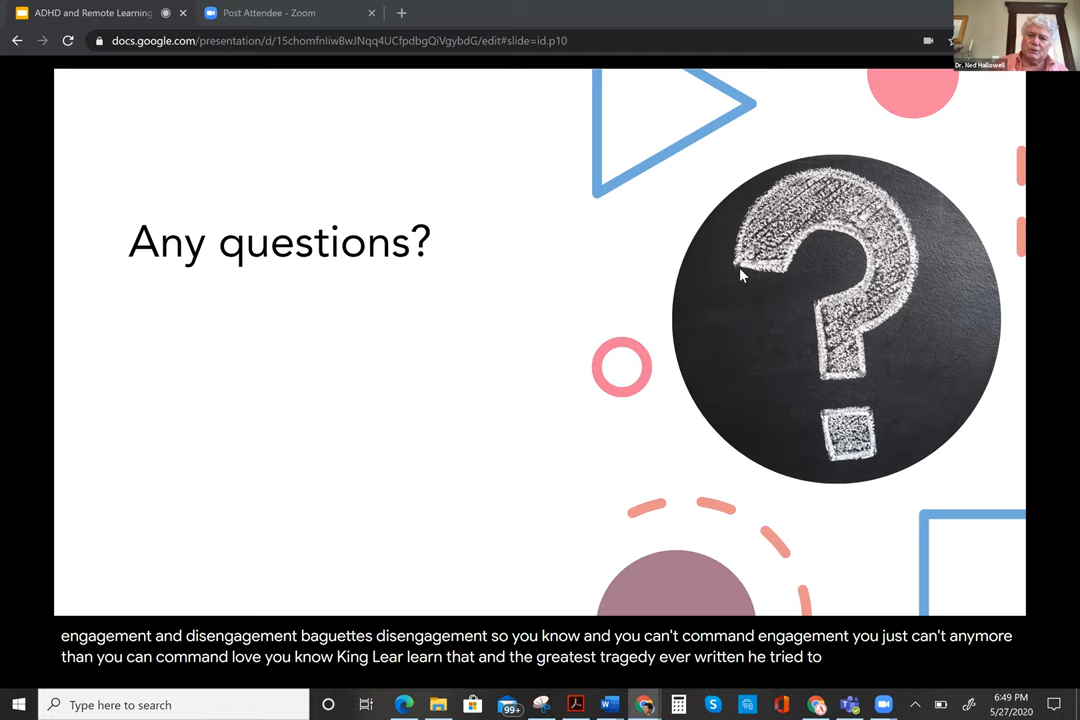 ADHD and Remote Learning
Post Attendee - Zoom
docs.google.com/presentation/d/15chomfnIiwBwJNqq4UCfpdbgQiVgybdG/edit#slide=id.p10
Dr. Ned Hallowell
Any questions?
engagement and disengagement baguettes disengagement so you know and you can't command engagement you just can't anymore
than you can command love you know King Lear learn that and the greatest tragedy ever written he tried to
Type here to search
99+
6:49 PM
5/27/2020